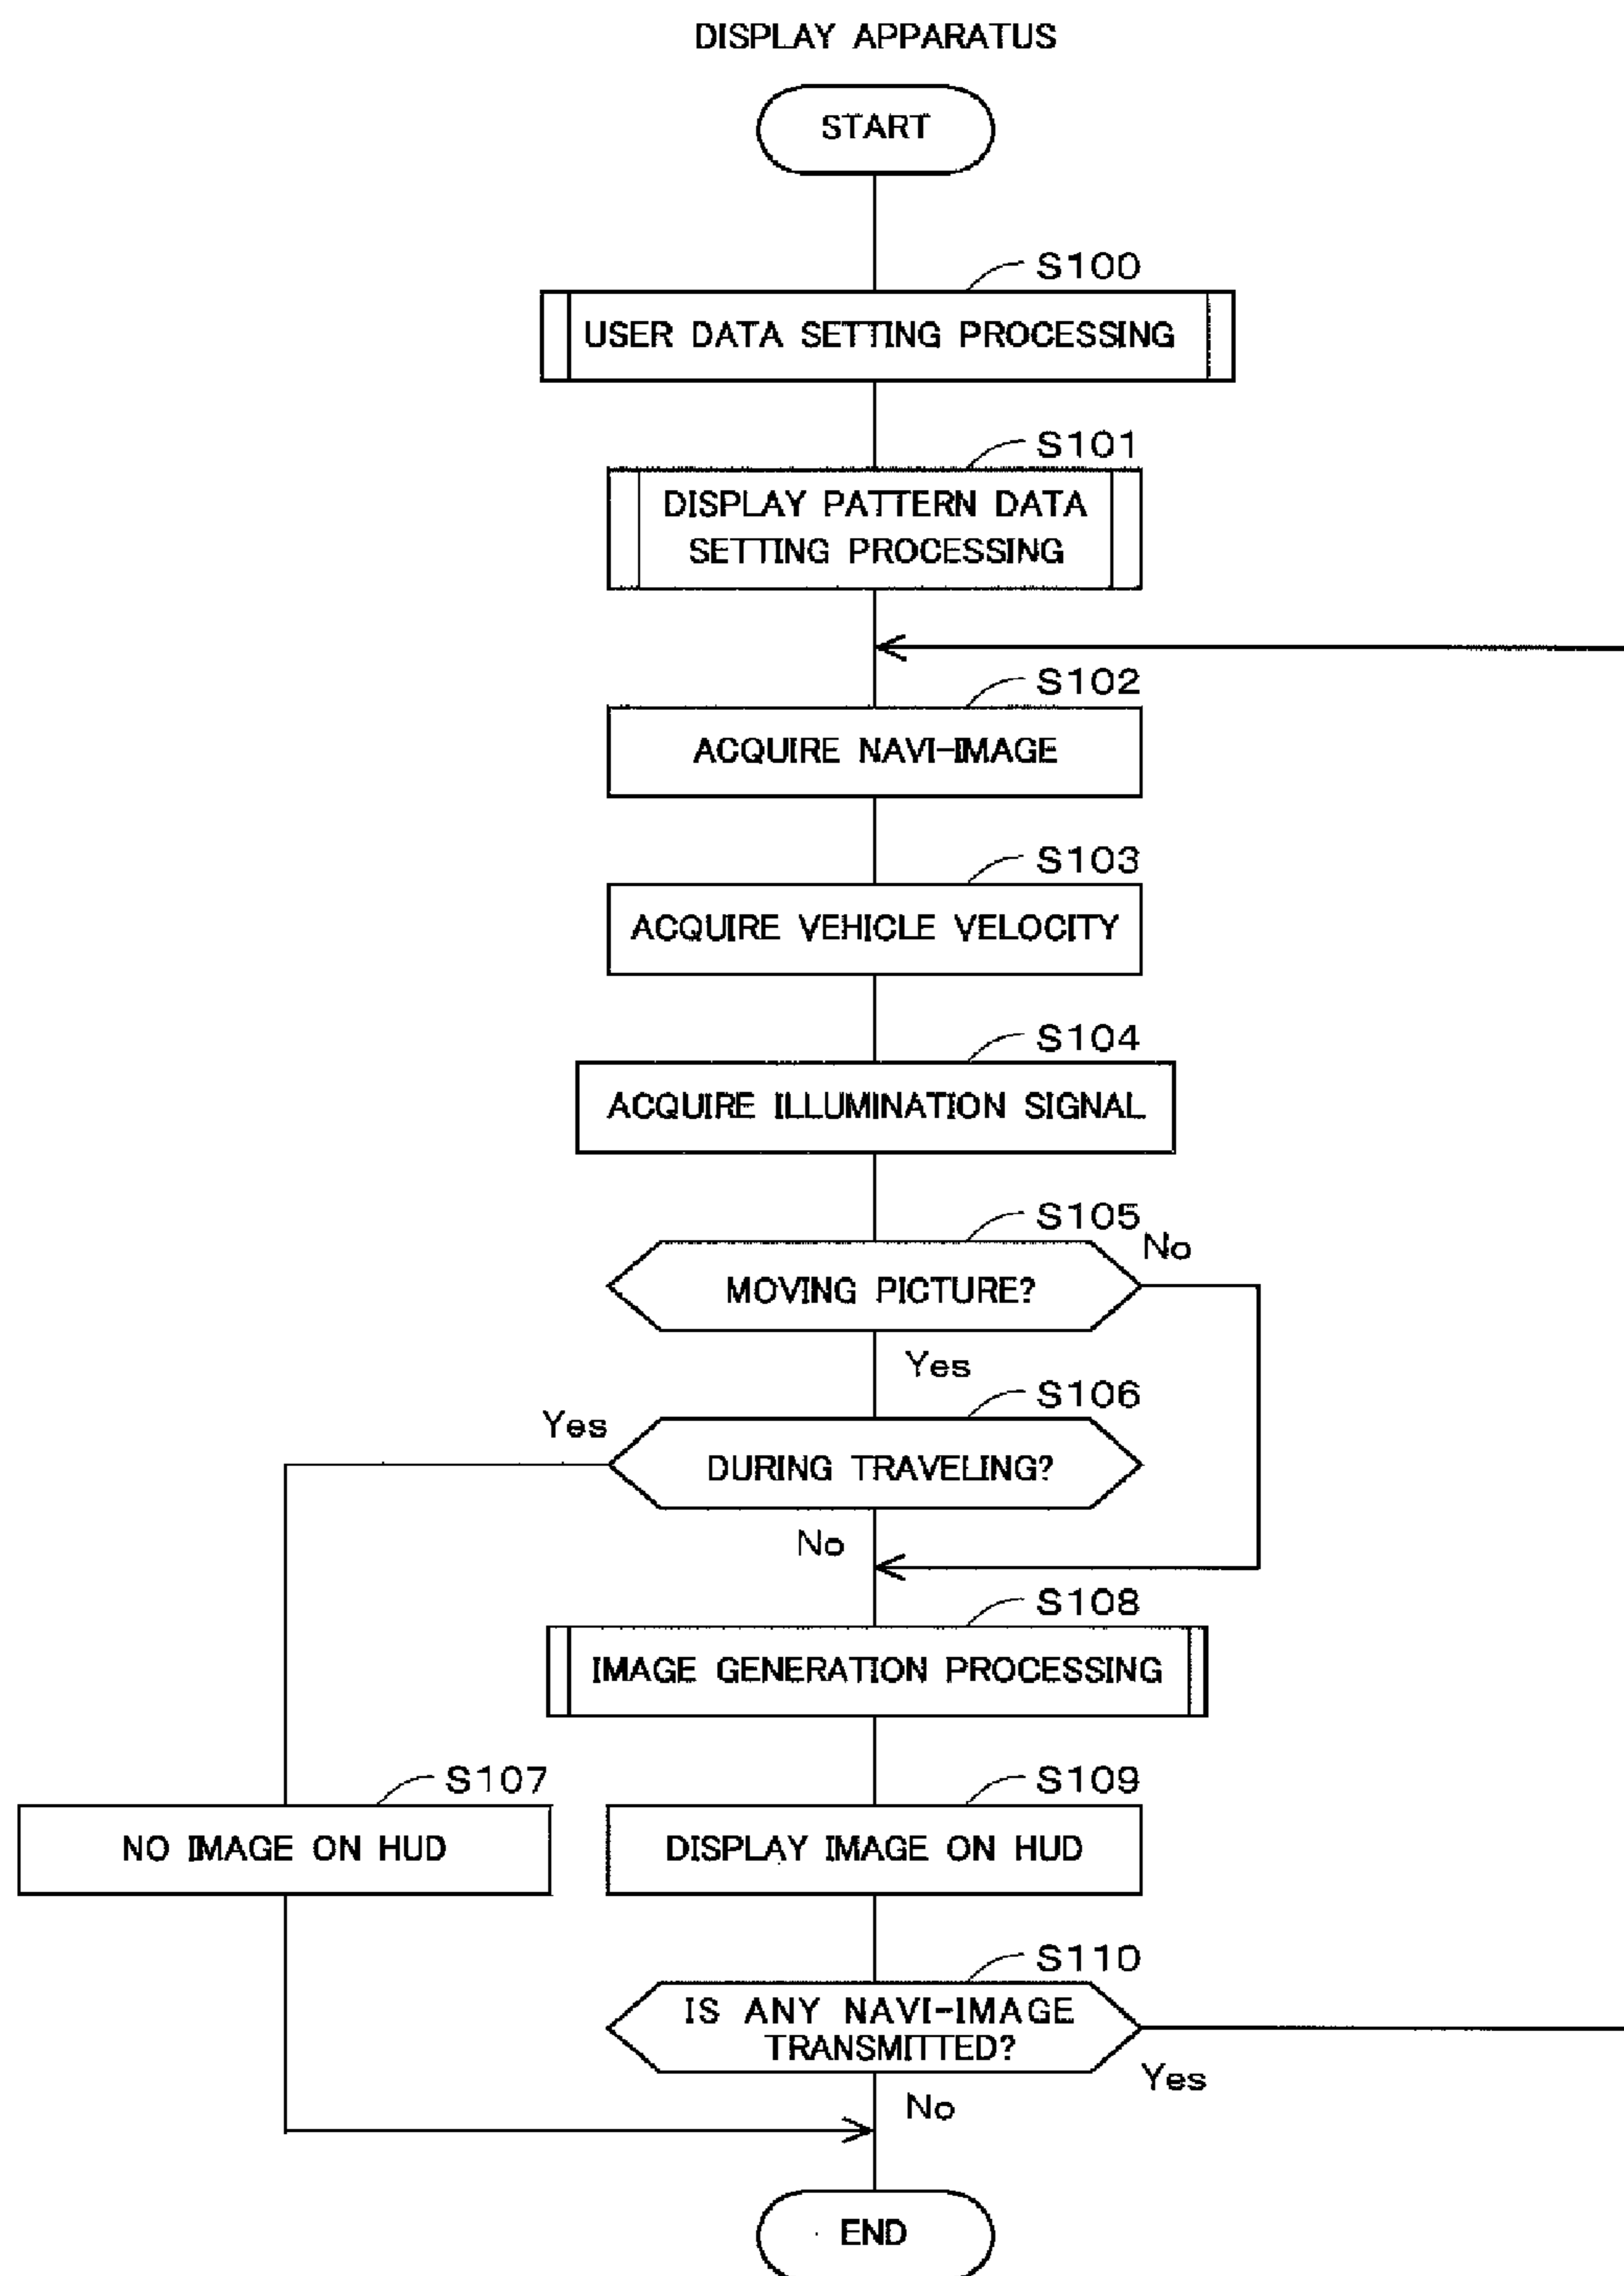 DISPLAY APPARATUS
START
S100
USER DATA SETTING PROCESSING
S101
DISPLAY PATTERN DATA
SETTING PROCESSING
S102
ACQUIRE NAVI-IMAGE
S103
ACQUIRE VEHICLE VELOCITY
S104
ACQUIRE ILLUMINATION SIGNAL
S105
No
MOVING PICTURE?
Yes
S106
Yes
DURING TRAVELING?
No
S108
IMAGE GENERATION PROCESSING
S107
S109
NO IMAGE ON HUD
DISPLAY IMAGE ON HUD
S110
IS ANY NAVI-IMAGE
TRANSMITTED?
Yes
No
END